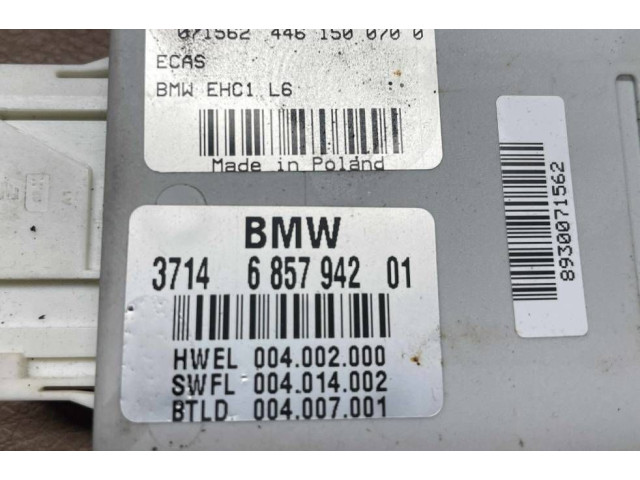 071562 446 150 070 0
ECAS
BMW EHC1 L6
Made in Poland
BMW
3714 6 857 942 01
HWEL 004.002.000
SWFL 004.014.002
BTLD 004.007.001
8930071562